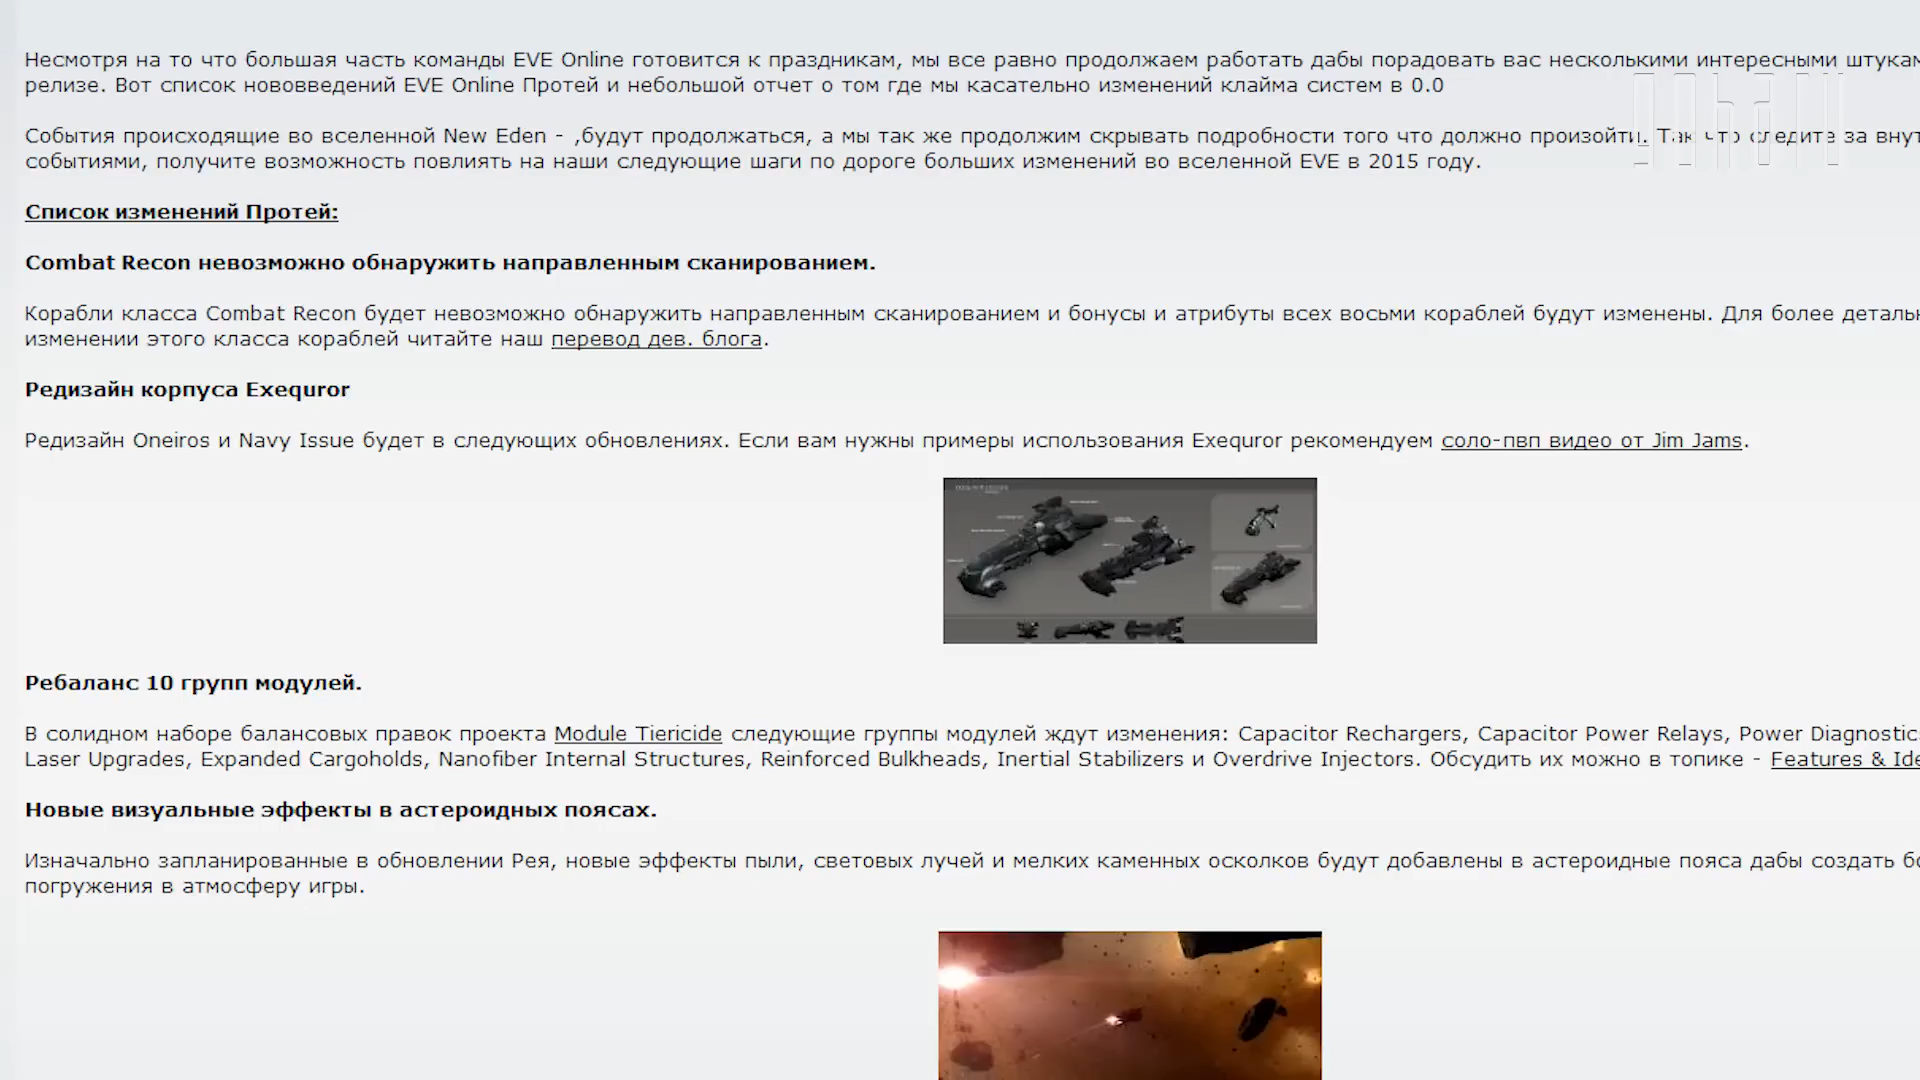 Несмотря на то что большая часть команды EVE Online готовится к праздникам, мы все равно продолжаем работать дабы порадовать вас несколькими интересными штукам
релизе. Вот список нововведений EVE Online Протей и небольшой отчет о том где мы касательно изменений клайма систем в 0.0
События происходящие во вселенной New Eden - ,будут продолжаться, а мы так же продолжим скрывать подробности того что должно произойти. Так что следите за внут
событиями, получите возможность повлиять на наши следующие шаги по дороге больших изменений во вселенной EVE в 2015 году.
Список изменений Протей:
Combat Recon невозможно обнаружить направленным сканированием.
Корабли класса Combat Recon будет невозможно обнаружить направленным сканированием и бонусы и атрибуты всех восьми кораблей будут изменены. Для более деталь
изменении этого класса кораблей читайте наш перевод дев. блога.
Редизайн корпуса Exequror
Редизайн Oneiros и Navy Issue будет в следующих обновлениях. Если вам нужны примеры использования Exequror рекомендуем соло-пвп видео от Jim Jams.
Ребаланс 10 групп модулей.
В солидном наборе балансовых правок проекта Module Tiericide следующие группы модулей ждут изменения: Capacitor Rechargers, Capacitor Power Relays, Power Diagnostic
Laser Upgrades, Expanded Cargoholds, Nanofiber Internal Structures, Reinforced Bulkheads, Inertial Stabilizers и Overdrive Injectors. Обсудить их можно в топике - Features & Ide
Новые визуальные эффекты в астероидных поясах.
Изначально запланированные в обновлении Рея, новые эффекты пыли, световых лучей и мелких каменных осколков будут добавлены в астероидные пояса дабы создать бо
погружения в атмосферу игры.